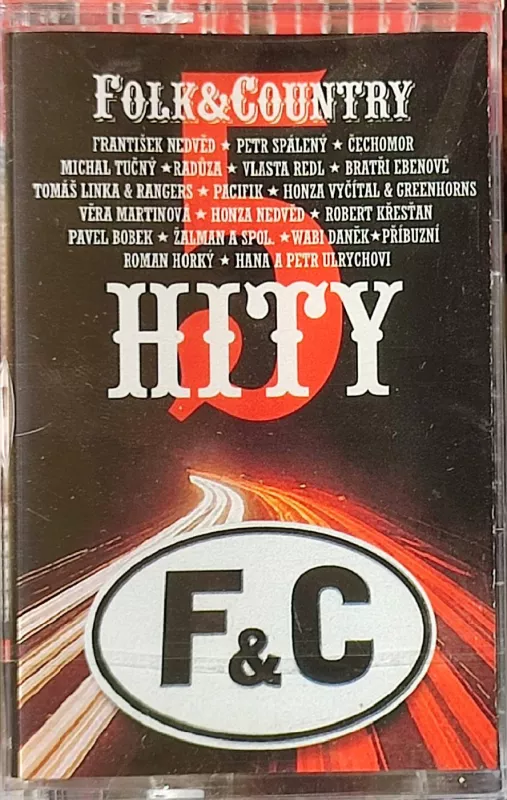 FOLK&COUNTRY
5
FRANTIŠEK NEDVĚD ★ PETR SPÁLENÝ ★ ČECHOMOR
MICHAL TUČNÝ ★ RADŮZA ★ VLASTA REDL ★ BRATŘI EBENOVÉ
TOMÁŠ LINKA & RANGERS ★ PACIFIK ★ HONZA VYČÍTAL & GREENHORNS
VĚRA MARTINOVÁ ★ HONZA NEDVĚD ★ ROBERT KŘESŤAN
PAVEL BOBEK ★ ŽALMAN A SPOL. ★ WABI DANĚK ★ PŘÍBUZNÍ
ROMAN HORKÝ ★ HANA A PETR ULRYCHOVI
HITY
F&C